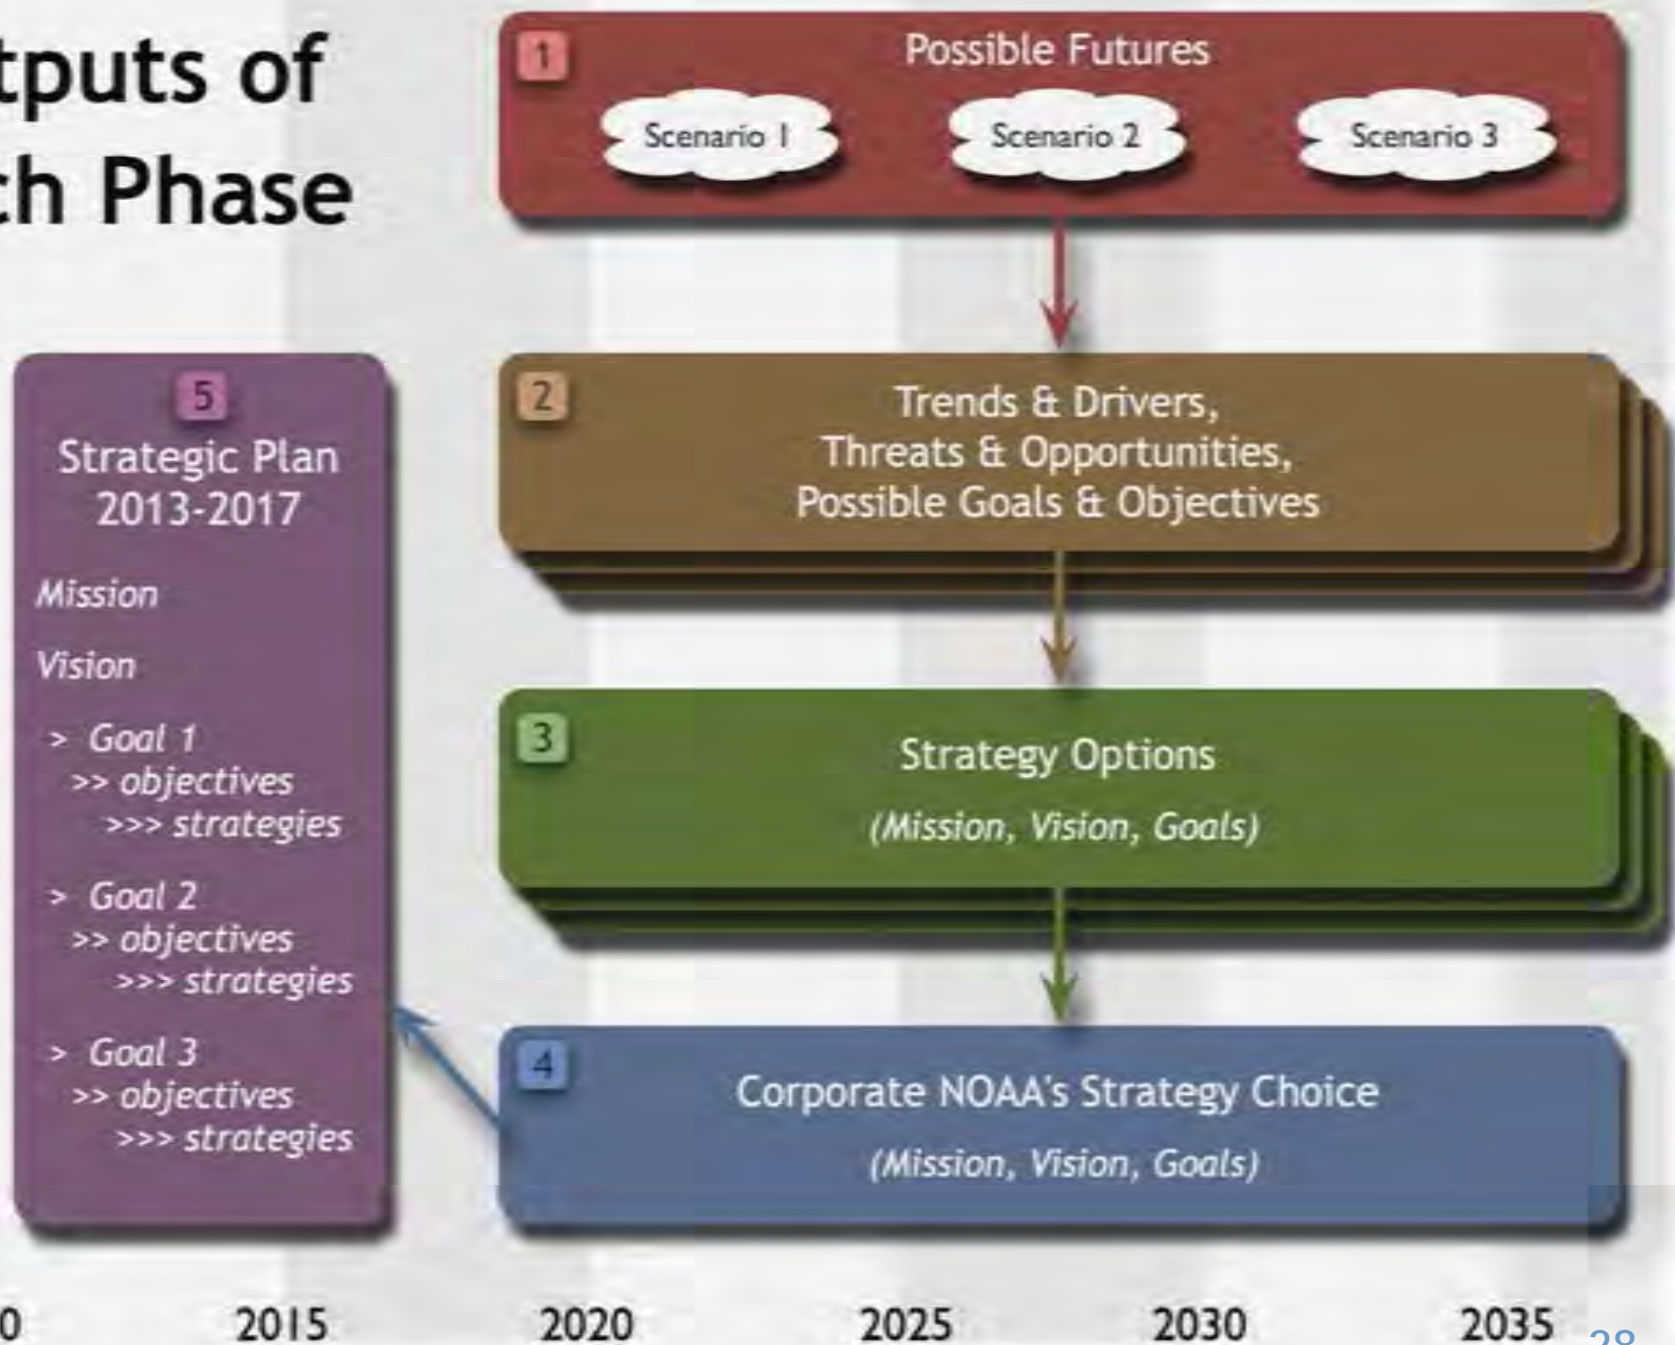 tputs of
ch Phase
1
Possible Futures
Scenario 1
Scenario 2
Scenario 3
2
Trends & Drivers,
Threats & Opportunities,
Possible Goals & Objectives
3
Strategy Options
(Mission, Vision, Goals)
4
Corporate NOAA's Strategy Choice
(Mission, Vision, Goals)
5
Strategic Plan
2013-2017
Mission
Vision
> Goal 1
>> objectives
>>> strategies
> Goal 2
>> objectives
>>> strategies
> Goal 3
>> objectives
>>> strategies
0
2015
2020
2025
2030
2035
28